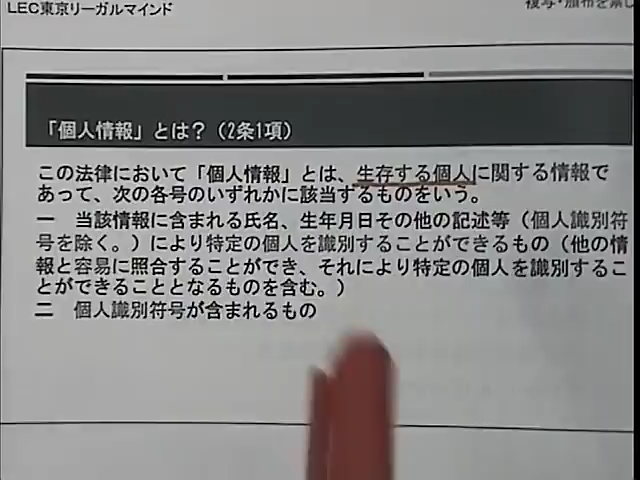 LEC東京リーガルマインド
複写・頒布を禁じ
「個人情報」とは？（2条1項）
この法律において「個人情報」とは、生存する個人に関する情報で
あって、次の各号のいずれかに該当するものをいう。
一　当該情報に含まれる氏名、生年月日その他の記述等（個人識別符
号を除く。）により特定の個人を識別することができるもの（他の情
報と容易に照合することができ、それにより特定の個人を識別するこ
とができることとなるものを含む。）
二　個人識別符号が含まれるもの